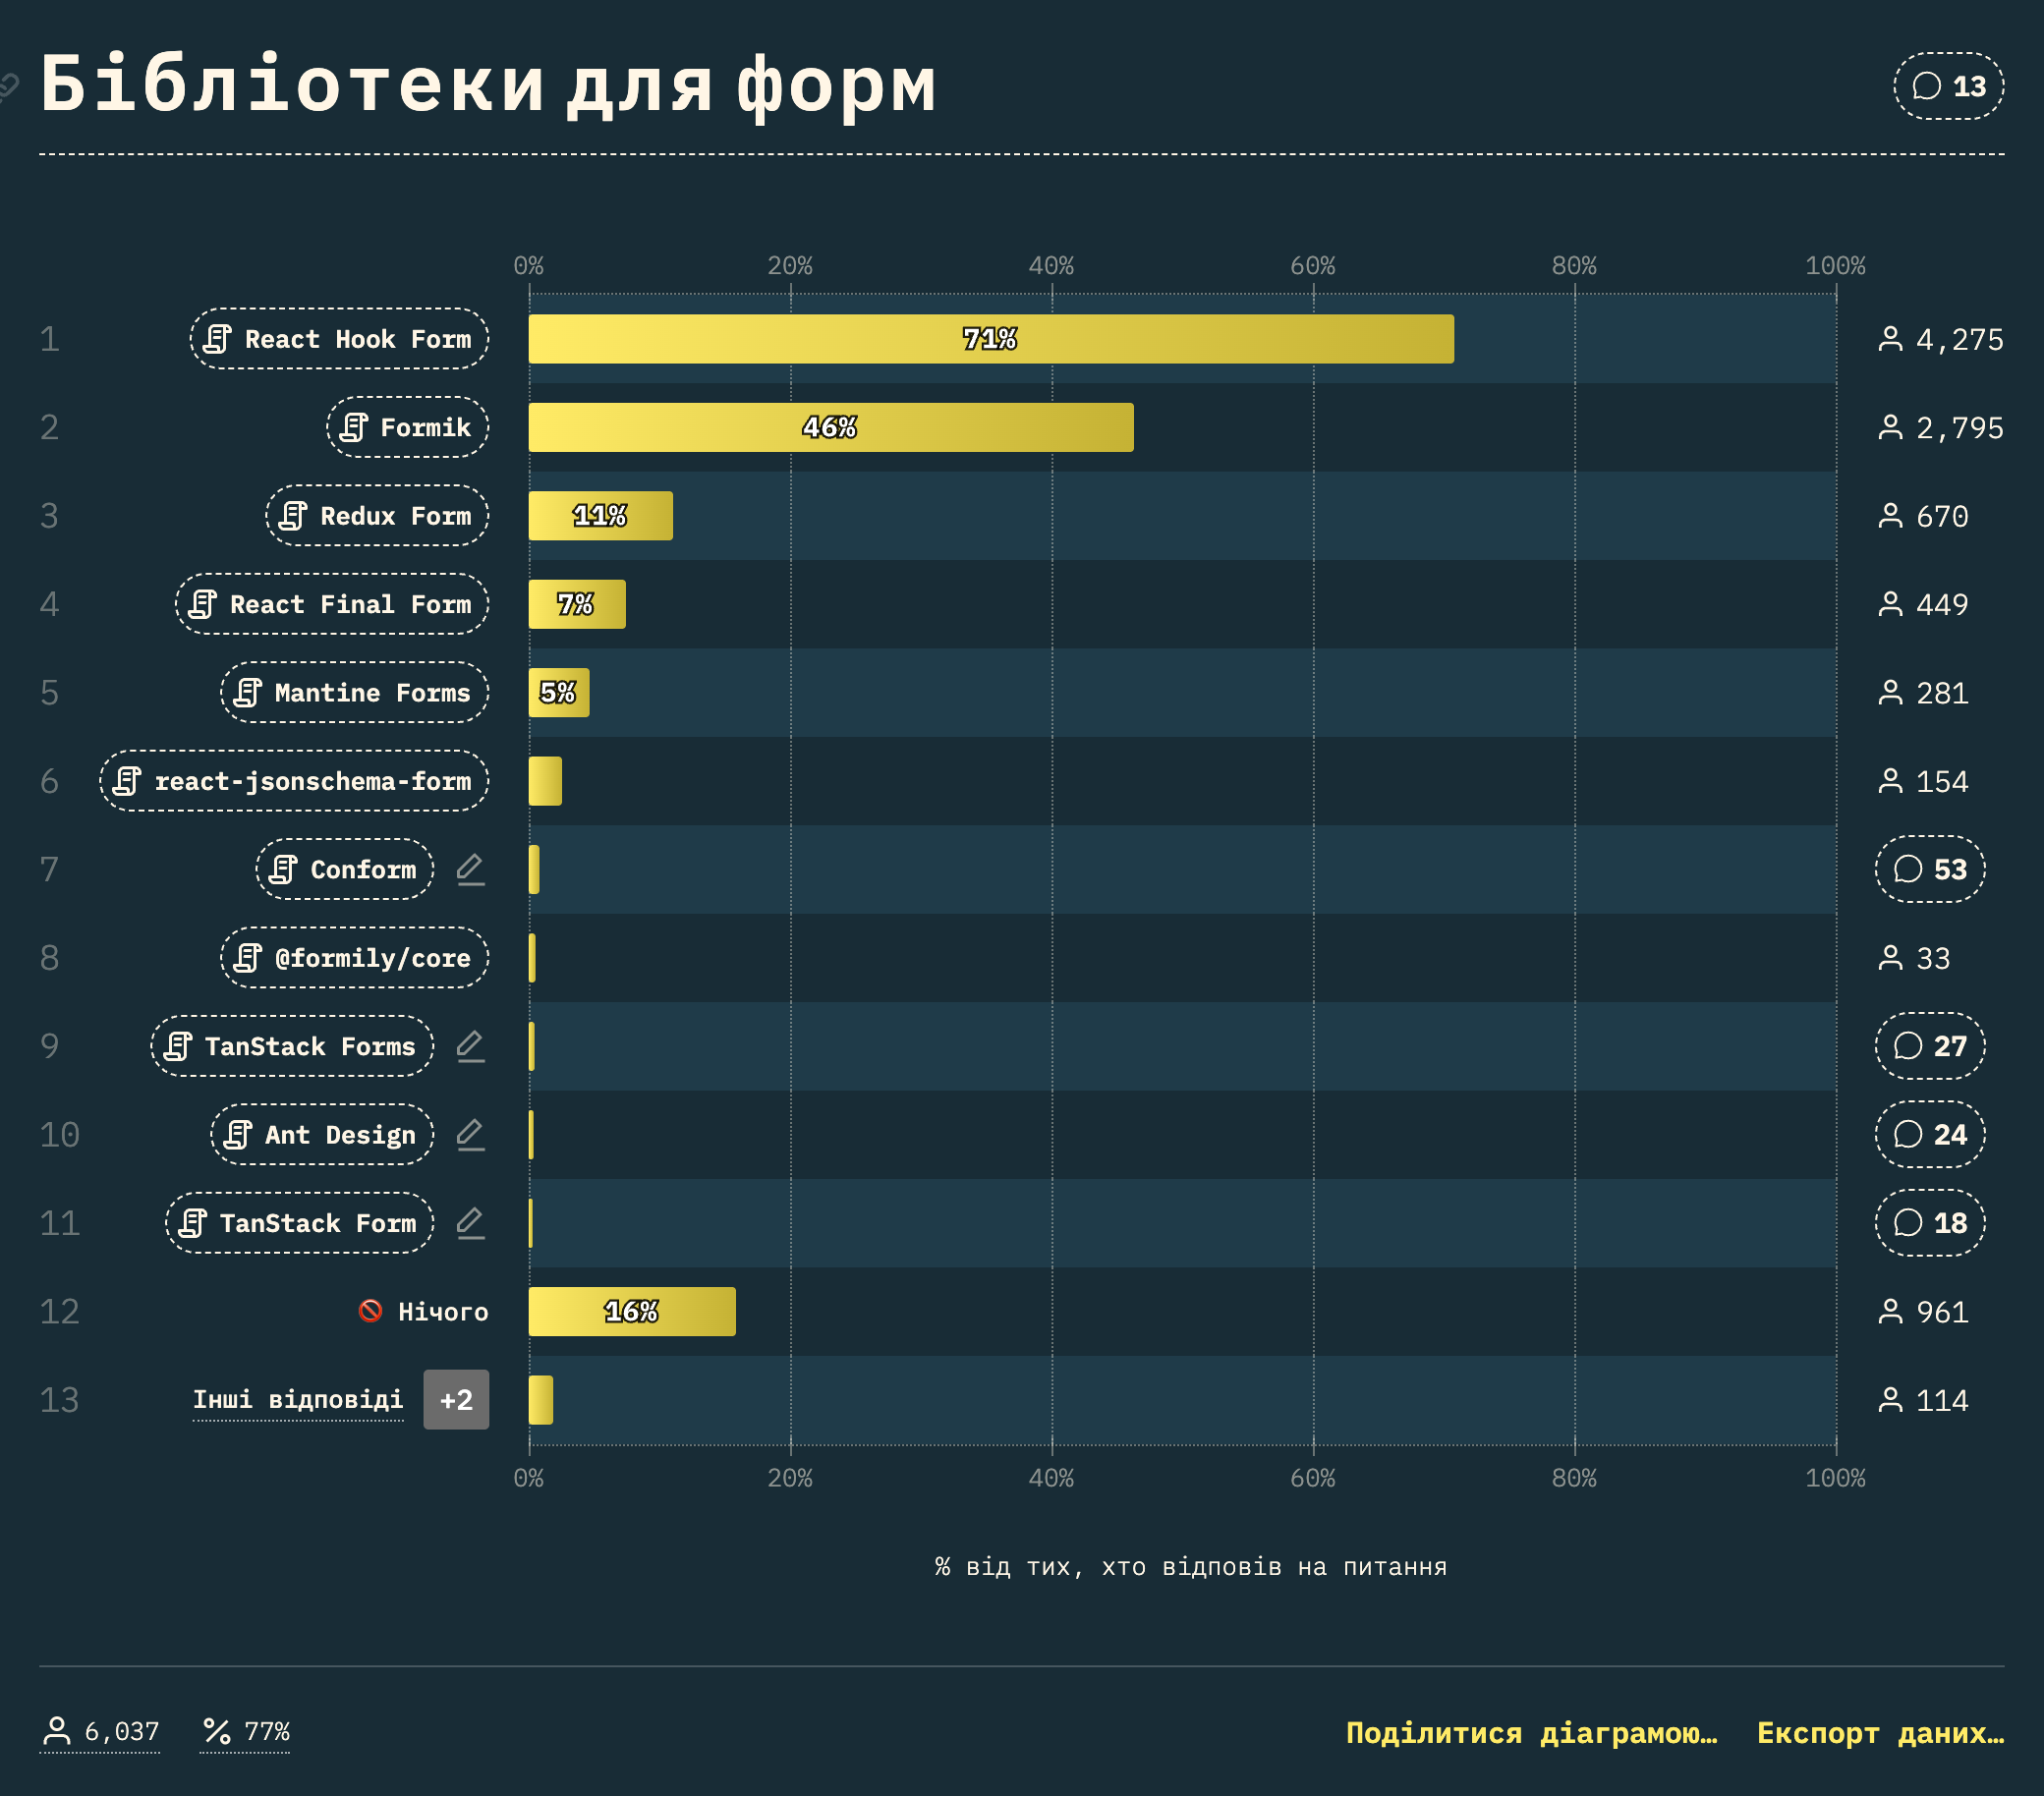 Бібліотеки для форм
13
0% 20% 40% 60% 80% 100%
1 React Hook Form 71% 4,275
2 Formik 46% 2,795
3 Redux Form 11% 670
4 React Final Form 7% 449
5 Mantine Forms 5% 281
6 react-jsonschema-form 154
7 Conform 53
8 @formily/core 33
9 TanStack Forms 27
10 Ant Design 24
11 TanStack Form 18
12 Нічого 16% 961
13 Інші відповіді +2 114
0% 20% 40% 60% 80% 100%
% від тих, хто відповів на питання
6,037 77% Поділитися діаграмою… Експорт даних…